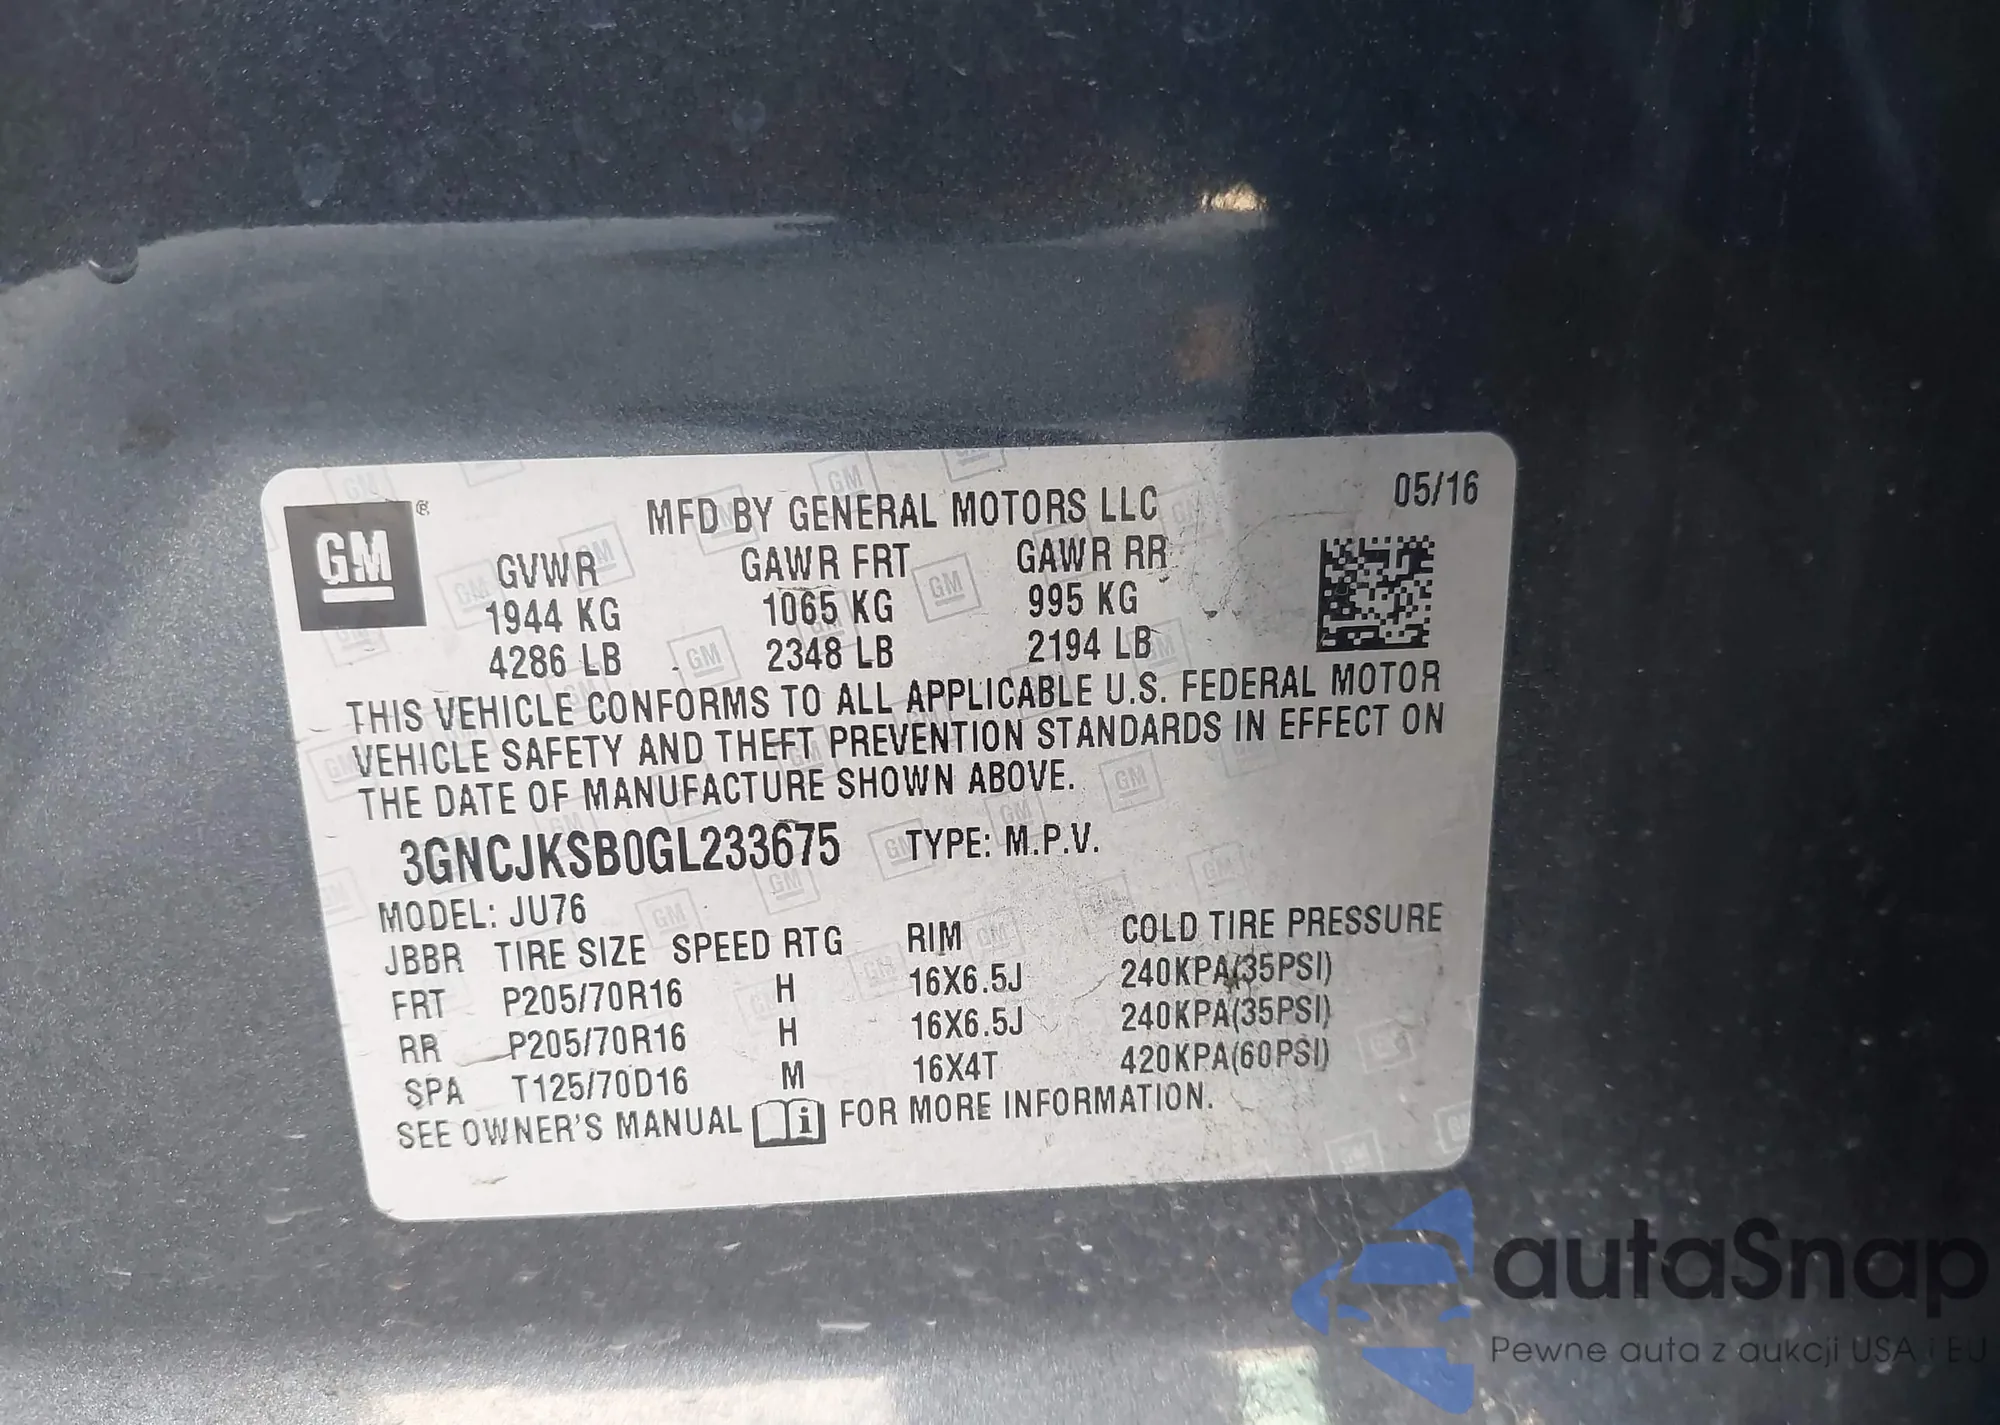 GM ®
MFD BY GENERAL MOTORS LLC 05/16
GVWR GAWR FRT GAWR RR
1944 KG 1065 KG 995 KG
4286 LB 2348 LB 2194 LB
THIS VEHICLE CONFORMS TO ALL APPLICABLE U.S. FEDERAL MOTOR
VEHICLE SAFETY AND THEFT PREVENTION STANDARDS IN EFFECT ON
THE DATE OF MANUFACTURE SHOWN ABOVE.
3GNCJKSB0GL233675 TYPE: M.P.V.
MODEL: JU76
JBBR TIRE SIZE SPEED RTG RIM COLD TIRE PRESSURE
FRT P205/70R16 H 16X6.5J 240KPA(35PSI)
RR P205/70R16 H 16X6.5J 240KPA(35PSI)
SPA T125/70D16 M 16X4T 420KPA(60PSI)
SEE OWNER'S MANUAL i FOR MORE INFORMATION.
autaSnap
Pewne auta z aukcji USA i EU